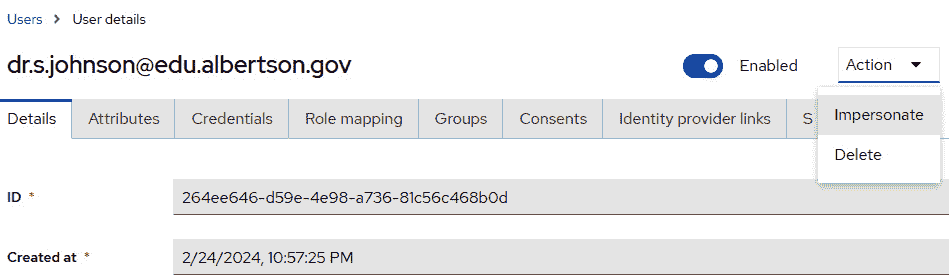 Users > User details
dr.s.johnson@edu.albertson.gov
Enabled
Action
Details
Attributes
Credentials
Role mapping
Groups
Consents
Identity provider links
S
Impersonate
Delete
ID *
264ee646-d59e-4e98-a736-81c56c468b0d
Created at *
2/24/2024, 10:57:25 PM